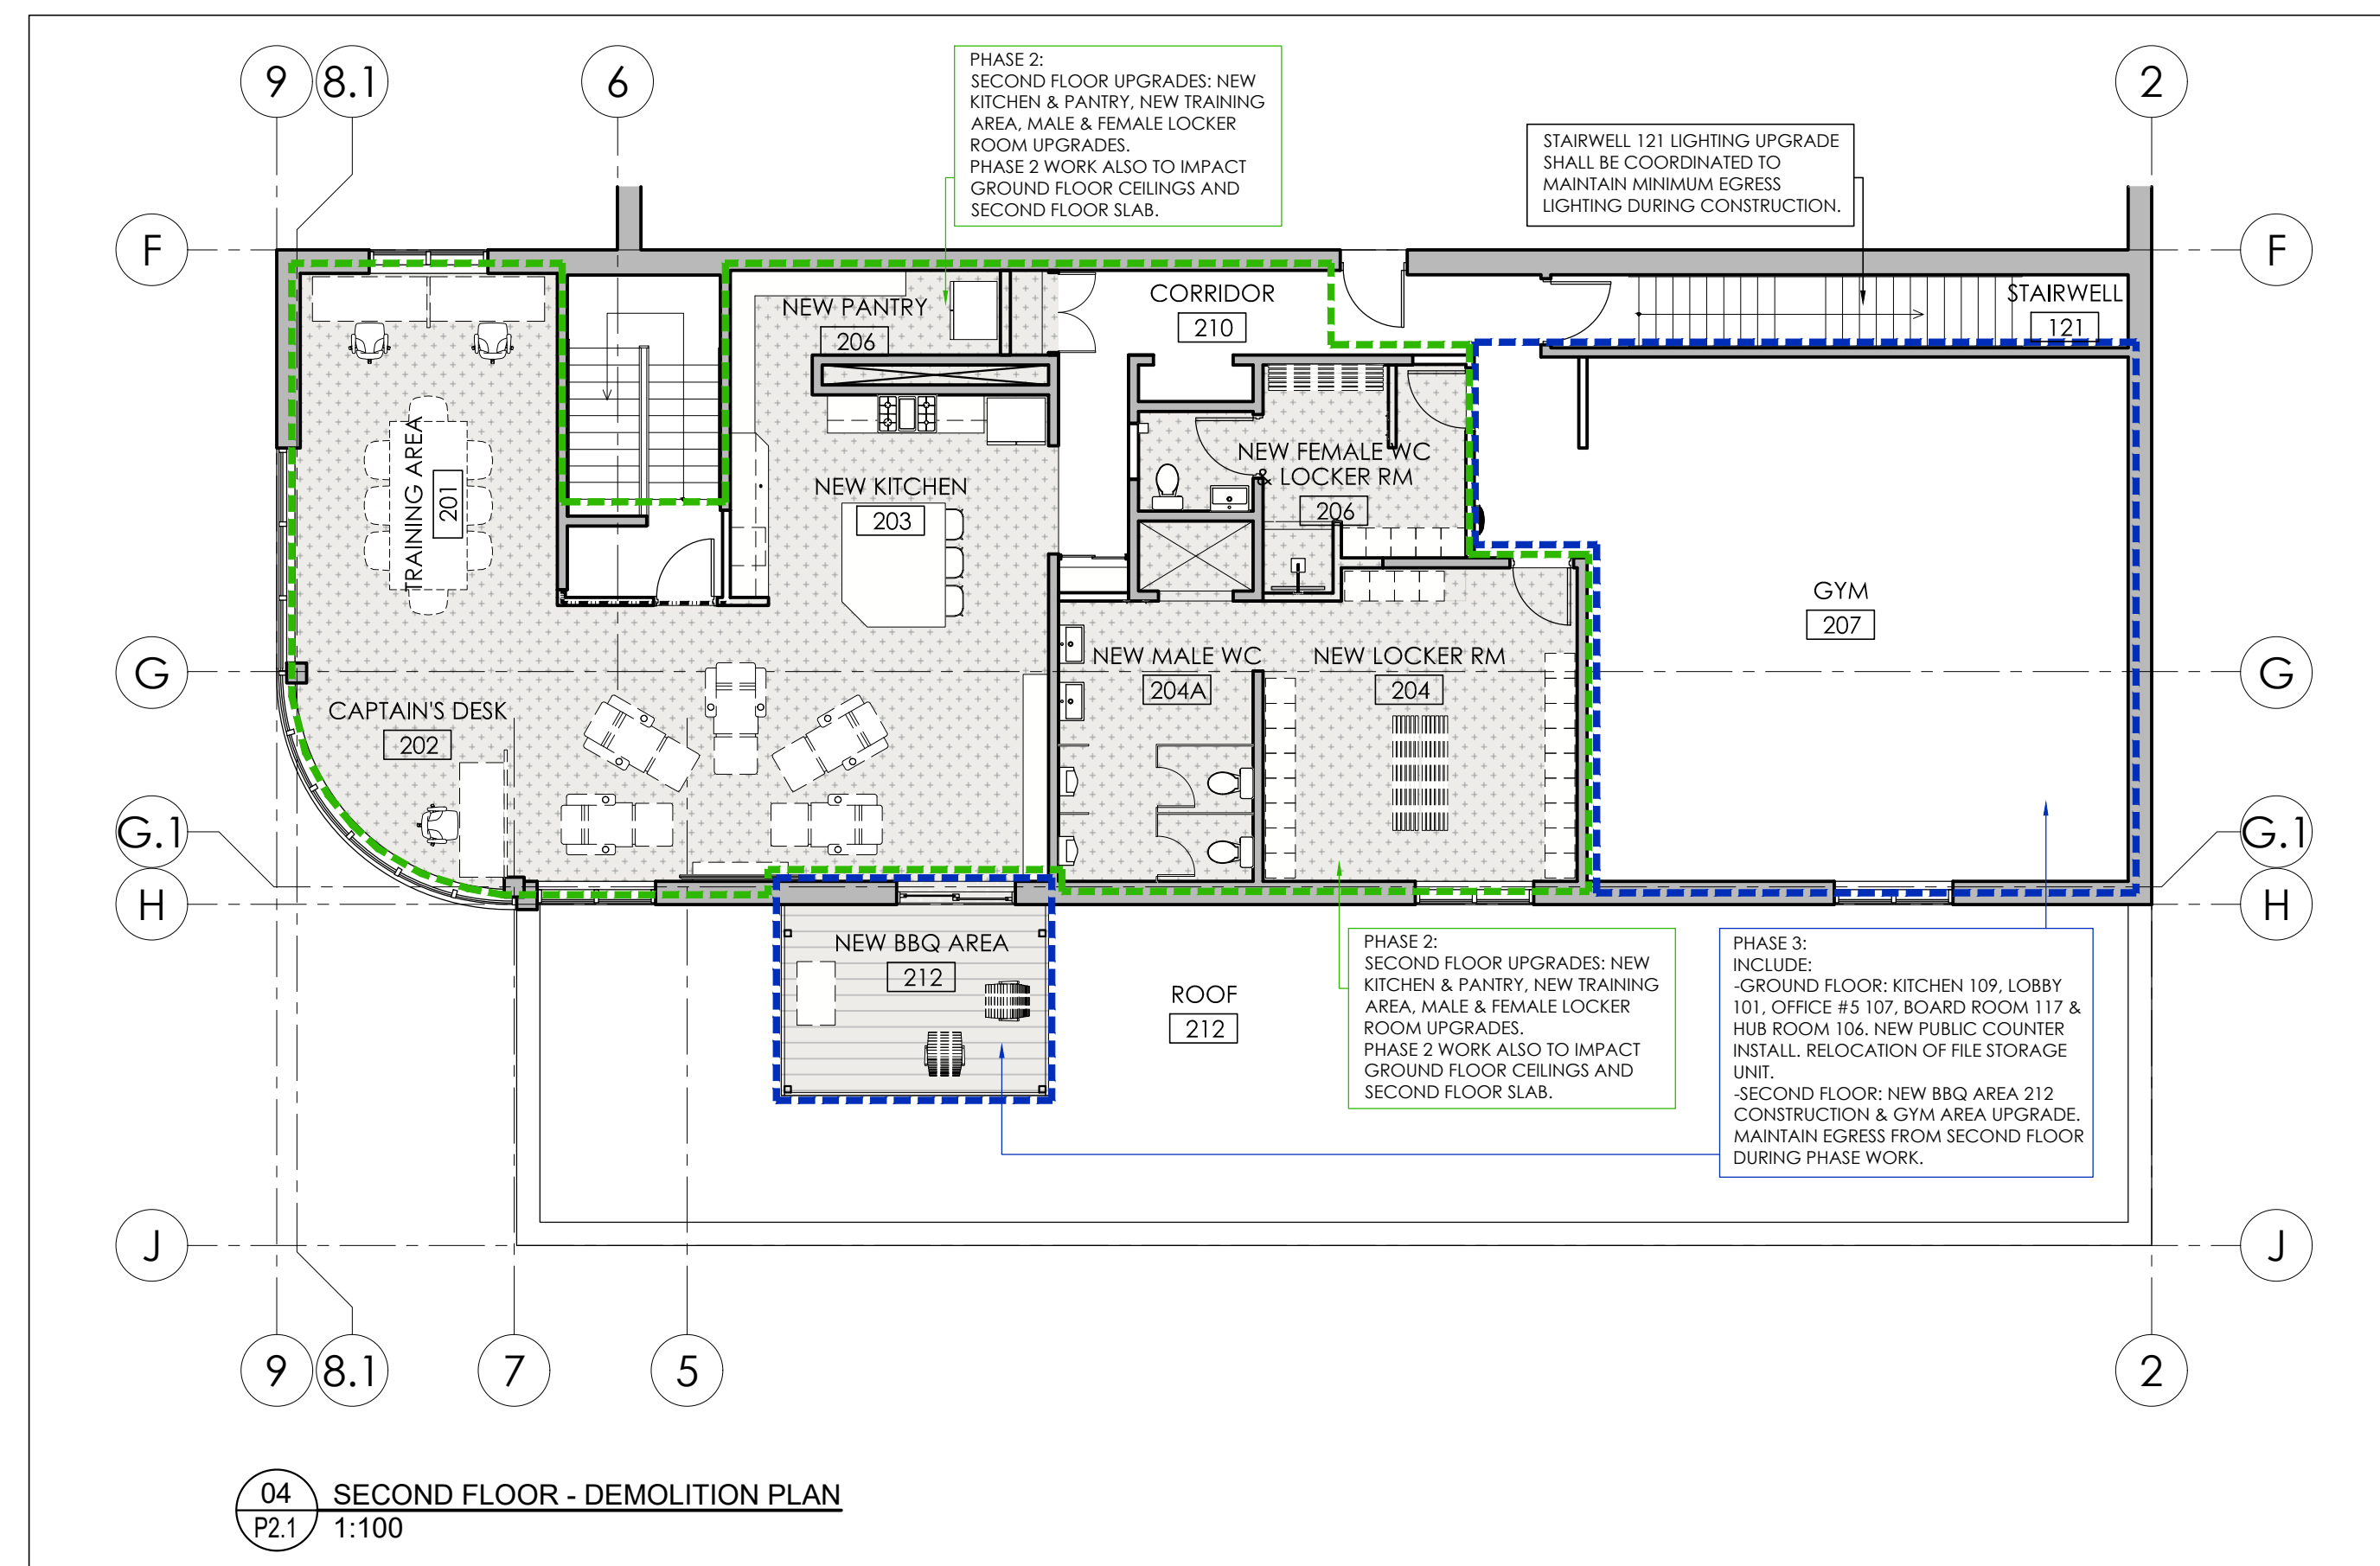 9
8.1
6
2
PHASE 2:
SECOND FLOOR UPGRADES: NEW
KITCHEN & PANTRY, NEW TRAINING
AREA, MALE & FEMALE LOCKER
ROOM UPGRADES.
PHASE 2 WORK ALSO TO IMPACT
GROUND FLOOR CEILINGS AND
SECOND FLOOR SLAB.
STAIRWELL 121 LIGHTING UPGRADE
SHALL BE COORDINATED TO
MAINTAIN MINIMUM EGRESS
LIGHTING DURING CONSTRUCTION.
F
F
NEW PANTRY
206
CORRIDOR
210
STAIRWELL
121
TRAINING AREA
201
NEW KITCHEN
203
NEW FEMALE WC
& LOCKER RM
206
GYM
207
G
G
NEW MALE WC
204A
NEW LOCKER RM
204
CAPTAIN'S DESK
202
G.1
G.1
H
H
NEW BBQ AREA
212
ROOF
212
PHASE 2:
SECOND FLOOR UPGRADES: NEW
KITCHEN & PANTRY, NEW TRAINING
AREA, MALE & FEMALE LOCKER
ROOM UPGRADES.
PHASE 2 WORK ALSO TO IMPACT
GROUND FLOOR CEILINGS AND
SECOND FLOOR SLAB.
PHASE 3:
INCLUDE:
-GROUND FLOOR: KITCHEN 109, LOBBY
101, OFFICE #5 107, BOARD ROOM 117 &
HUB ROOM 106. NEW PUBLIC COUNTER
INSTALL. RELOCATION OF FILE STORAGE
UNIT.
-SECOND FLOOR: NEW BBQ AREA 212
CONSTRUCTION & GYM AREA UPGRADE.
MAINTAIN EGRESS FROM SECOND FLOOR
DURING PHASE WORK.
J
J
9
8.1
7
5
2
04
P2.1
SECOND FLOOR - DEMOLITION PLAN
1:100